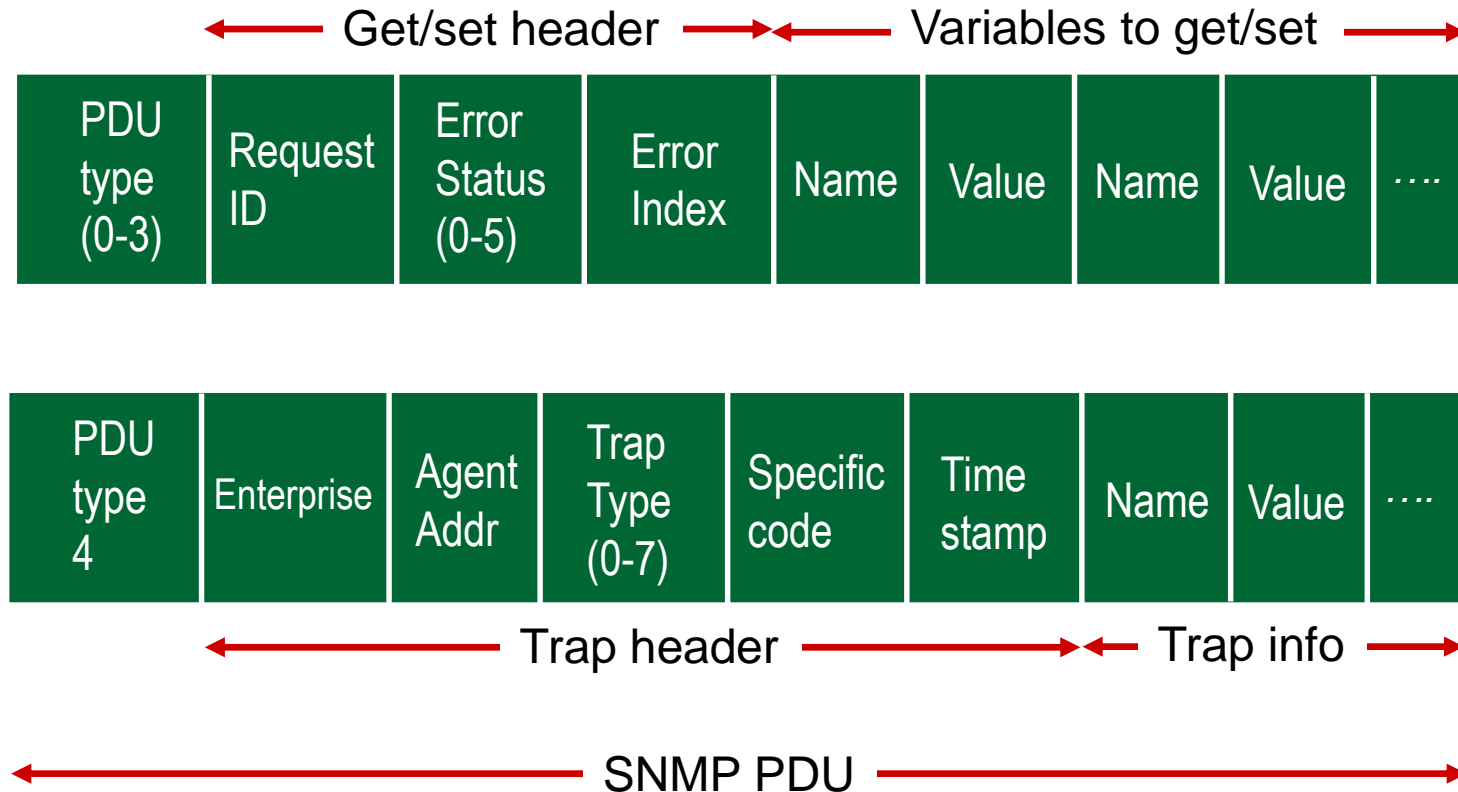 Get/set header
Variables to get/set
PDU
type
(0-3)
Request
ID
Error
Status
(0-5)
Error
Index
Name
Value
Name
Value
....
PDU
type
4
Enterprise
Agent
Addr
Trap
Type
(0-7)
Specific
code
Time
stamp
Name
Value
....
Trap header
Trap info
SNMP PDU